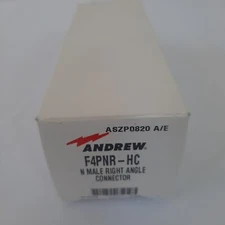 ASZP0820 A/E
ANDREW.
F4PNR-HC
N MALE RIGHT ANGLE
CONNECTOR